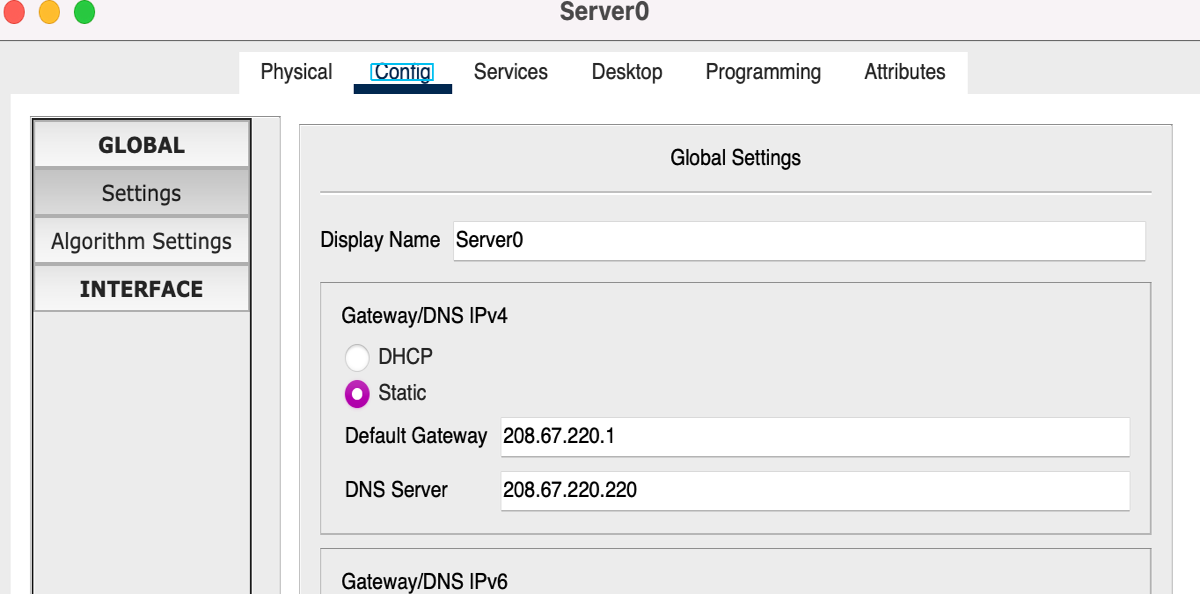 Server0
Physical Config Services Desktop Programming Attributes
GLOBAL
Settings
Algorithm Settings
INTERFACE
Global Settings
Display Name Server0
Gateway/DNS IPv4
DHCP
Static
Default Gateway 208.67.220.1
DNS Server 208.67.220.220
Gateway/DNS IPv6